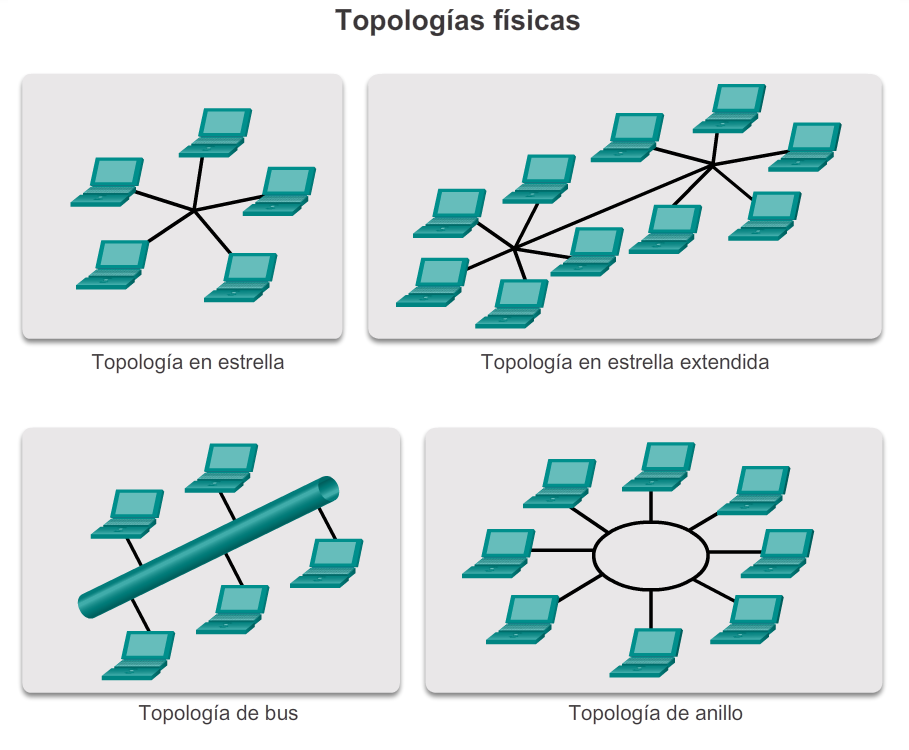 Topologías físicas
Topología en estrella
Topología en estrella extendida
Topología de bus
Topología de anillo